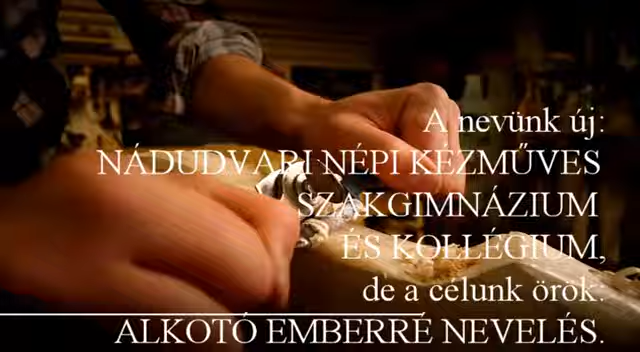 A nevünk új:
NÁDUDVARI NÉPI KÉZMŰVES
SZAKGIMNÁZIUM
ÉS KOLLÉGIUM,
de a célunk örök:
ALKOTÓ EMBERRÉ NEVELÉS.